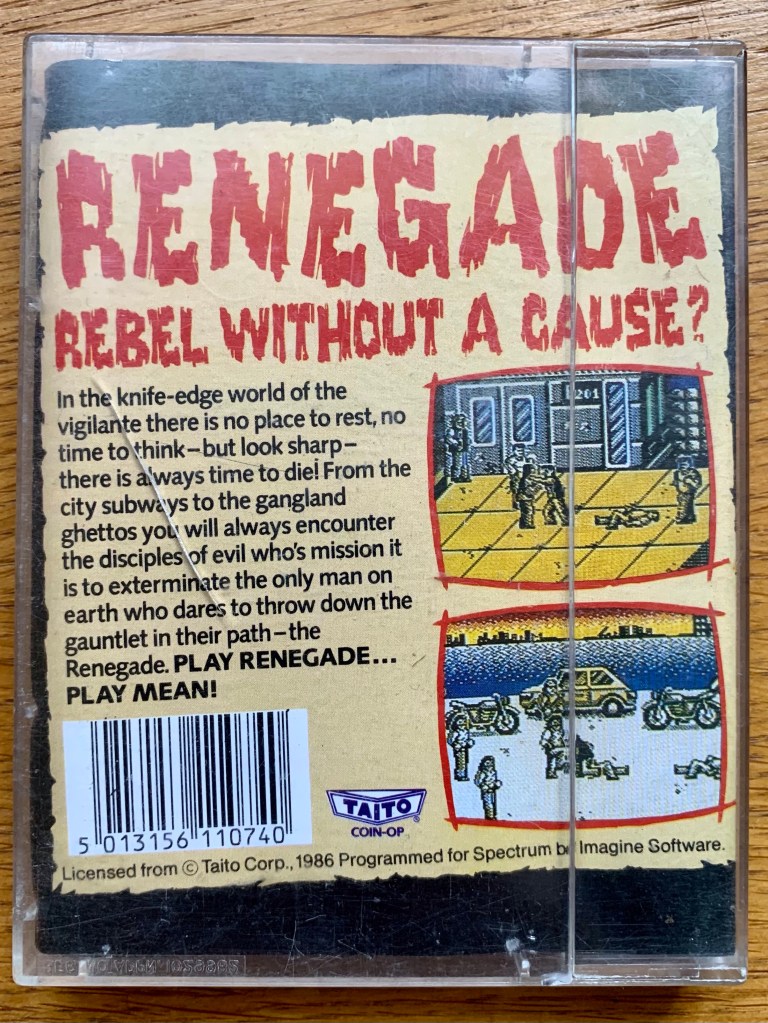 RENEGADE
REBEL WITHOUT A CAUSE?
In the knife-edge world of the
vigilante there is no place to rest, no
time to think–but look sharp–
there is always time to die! From the
city subways to the gangland
ghettos you will always encounter
the disciples of evil who's mission it
is to exterminate the only man on
earth who dares to throw down the
gauntlet in their path–the
Renegade. PLAY RENEGADE...
PLAY MEAN!
5 013156 110740
TAITO
COIN-OP
Licensed from © Taito Corp., 1986 Programmed for Spectrum by Imagine Software.